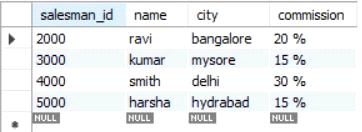 salesman_id name city commission
2000 ravi bangalore 20 %
3000 kumar mysore 15 %
4000 smith delhi 30 %
5000 harsha hydrabad 15 %
NULL NULL NULL NULL